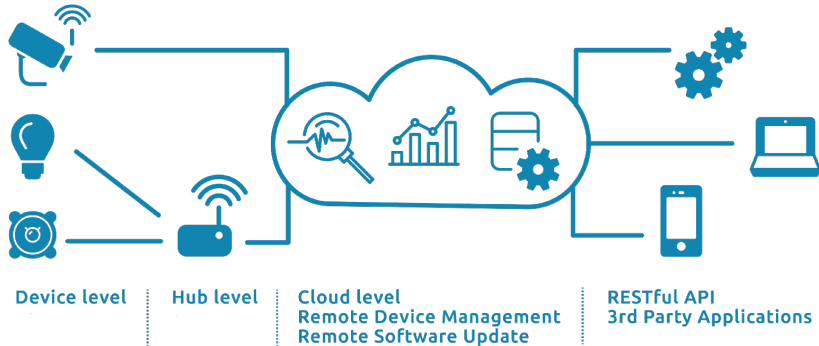 Device level
Hub level
Cloud level
Remote Device Management
Remote Software Update
RESTful API
3rd Party Applications